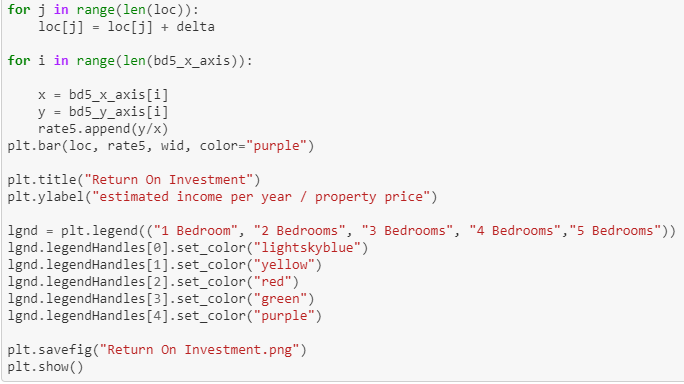 for j in range(len(loc)):
    loc[j] = loc[j] + delta
for i in range(len(bd5_x_axis)):
    x = bd5_x_axis[i]
    y = bd5_y_axis[i]
    rate5.append(y/x)
plt.bar(loc, rate5, wid, color="purple")
plt.title("Return On Investment")
plt.ylabel("estimated income per year / property price")
lgnd = plt.legend(("1 Bedroom", "2 Bedrooms", "3 Bedrooms", "4 Bedrooms","5 Bedrooms"))
lgnd.legendHandles[0].set_color("lightskyblue")
lgnd.legendHandles[1].set_color("yellow")
lgnd.legendHandles[2].set_color("red")
lgnd.legendHandles[3].set_color("green")
lgnd.legendHandles[4].set_color("purple")
plt.savefig("Return On Investment.png")
plt.show()